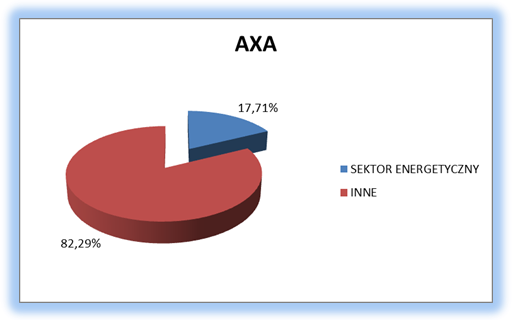 AXA
17,71%
SEKTOR ENERGETYCZNY
INNE
82,29%